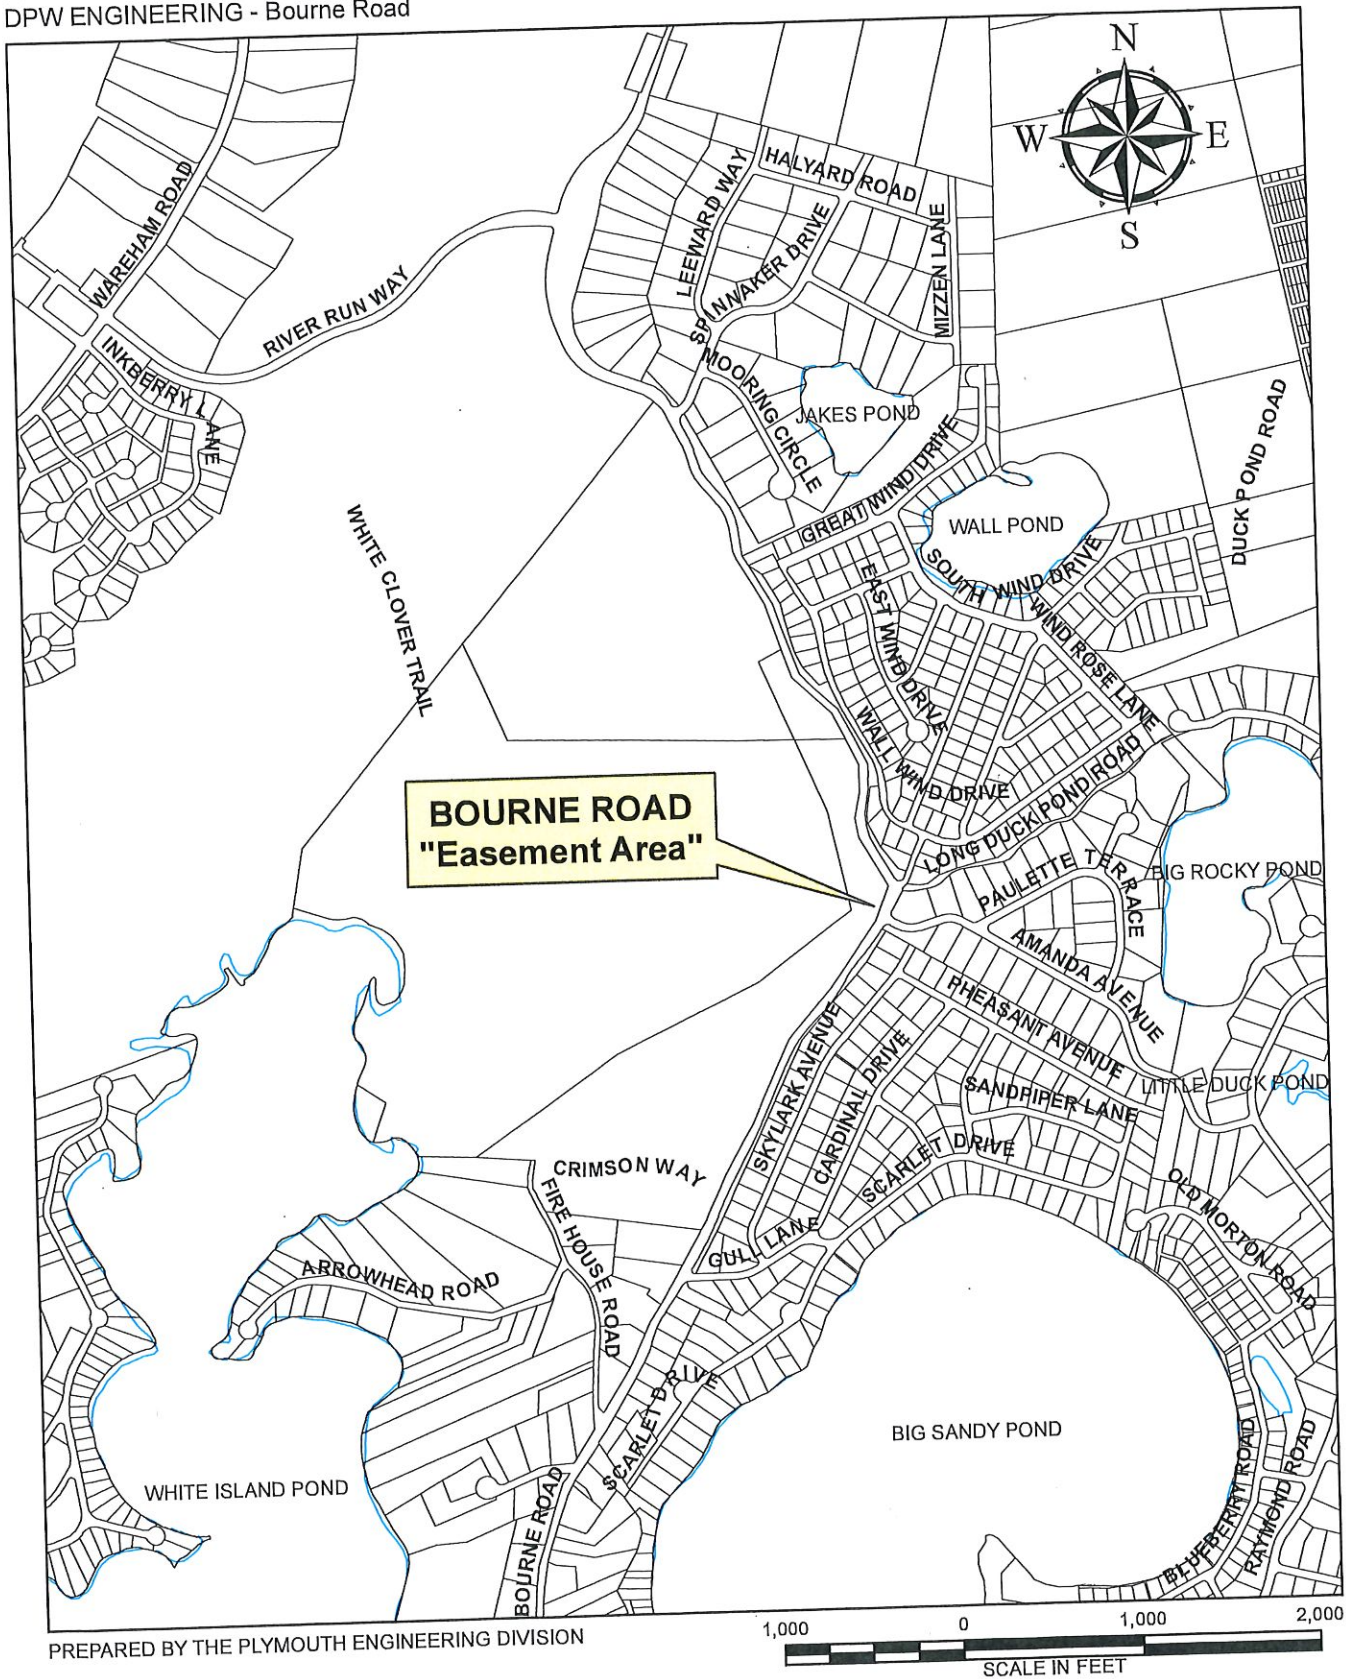 DPW ENGINEERING - Bourne Road
N
W
E
S
HALYARD ROAD
LEEWARD WAY
WAREHAM ROAD
SPINNAKER DRIVE
MIZZEN LANE
RIVER RUN WAY
INKBERRY LANE
MOORING CIRCLE
JAKES POND
GREAT WIND DRIVE
DUCK POND ROAD
WALL POND
WHITE CLOVER TRAIL
SOUTH WIND DRIVE
EAST WIND DRIVE
WIND ROSE LANE
WALL WIND DRIVE
LONG DUCK POND ROAD
BOURNE ROAD
"Easement Area"
PAULETTE TERRACE
BIG ROCKY POND
AMANDA AVENUE
PHEASANT AVENUE
SKYLARK AVENUE
CARDINAL DRIVE
LITTLE DUCK POND
SANDPIPER LANE
SCARLET DRIVE
CRIMSON WAY
FIRE HOUSE ROAD
OLD MORTON ROAD
GULL LANE
ARROWHEAD ROAD
SCARLET DRIVE
BIG SANDY POND
WHITE ISLAND POND
BOURNE ROAD
BLUEBERRY ROAD
RAYMOND ROAD
PREPARED BY THE PLYMOUTH ENGINEERING DIVISION
1,000 0 1,000 2,000
SCALE IN FEET